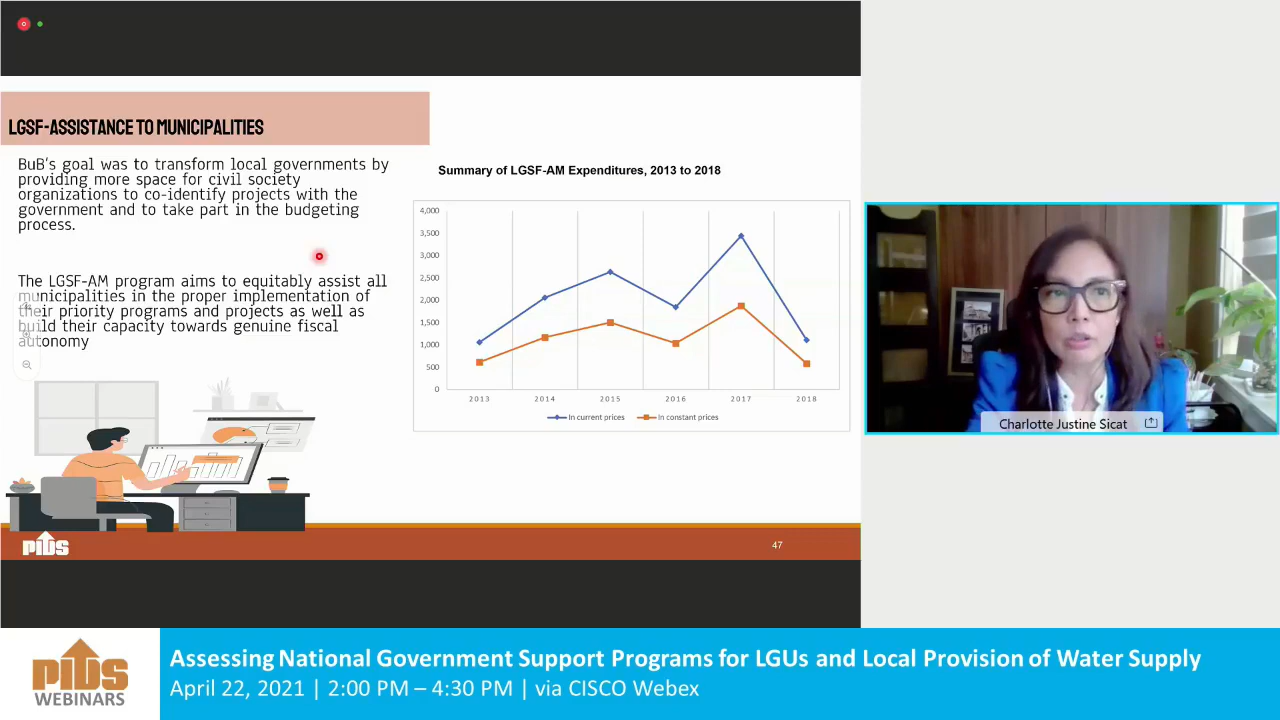 LGSF-ASSISTANCE TO MUNICIPALITIES
BuB's goal was to transform local governments by
providing more space for civil society
organizations to co-identify projects with the
government and to take part in the budgeting
process.
The LGSF-AM program aims to equitably assist all
municipalities in the proper implementation of
their priority programs and projects as well as
build their capacity towards genuine fiscal
autonomy
Summary of LGSF-AM Expenditures, 2013 to 2018
4,000
3,500
3,000
2,500
2,000
1,500
1,000
500
0
2013 2014 2015 2016 2017 2018
In current prices In constant prices
PIDS
47
Charlotte Justine Sicat
PIDS
WEBINARS
Assessing National Government Support Programs for LGUs and Local Provision of Water Supply
April 22, 2021 | 2:00 PM – 4:30 PM | via CISCO Webex